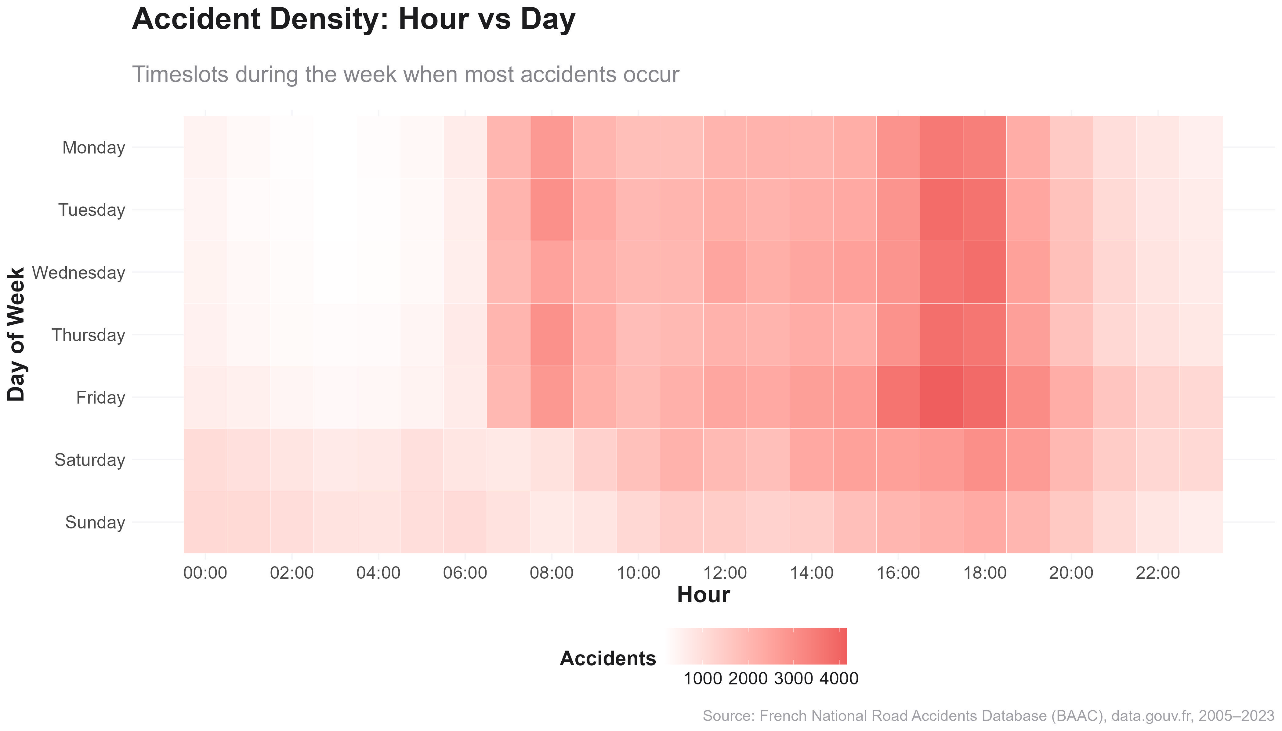 Accident Density: Hour vs Day
Timeslots during the week when most accidents occur
Day of Week
Monday
Tuesday
Wednesday
Thursday
Friday
Saturday
Sunday
00:00 02:00 04:00 06:00 08:00 10:00 12:00 14:00 16:00 18:00 20:00 22:00
Hour
Accidents
1000 2000 3000 4000
Source: French National Road Accidents Database (BAAC), data.gouv.fr, 2005–2023